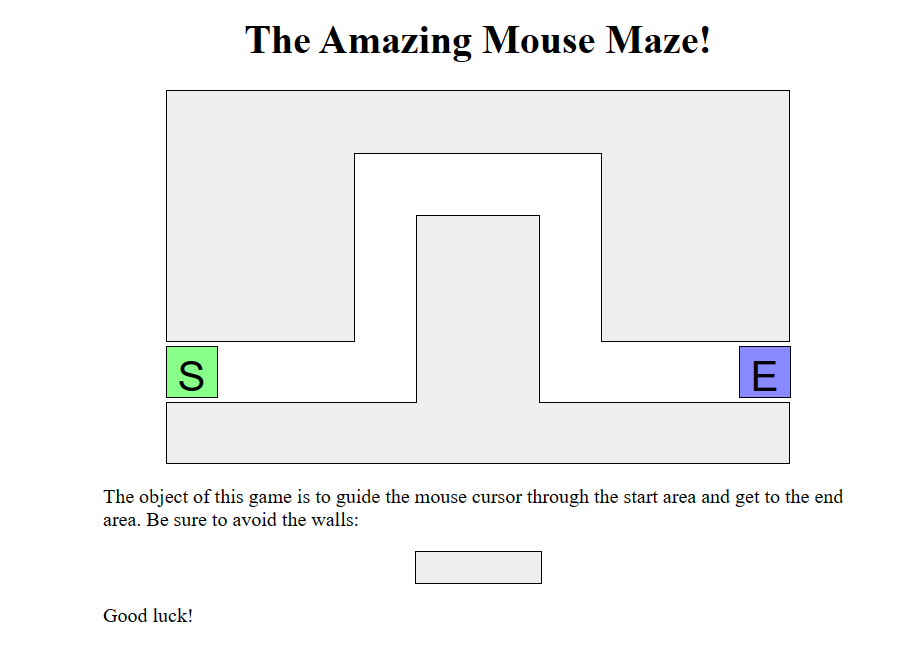 The Amazing Mouse Maze!
S
E
The object of this game is to guide the mouse cursor through the start area and get to the end
area. Be sure to avoid the walls:
Good luck!